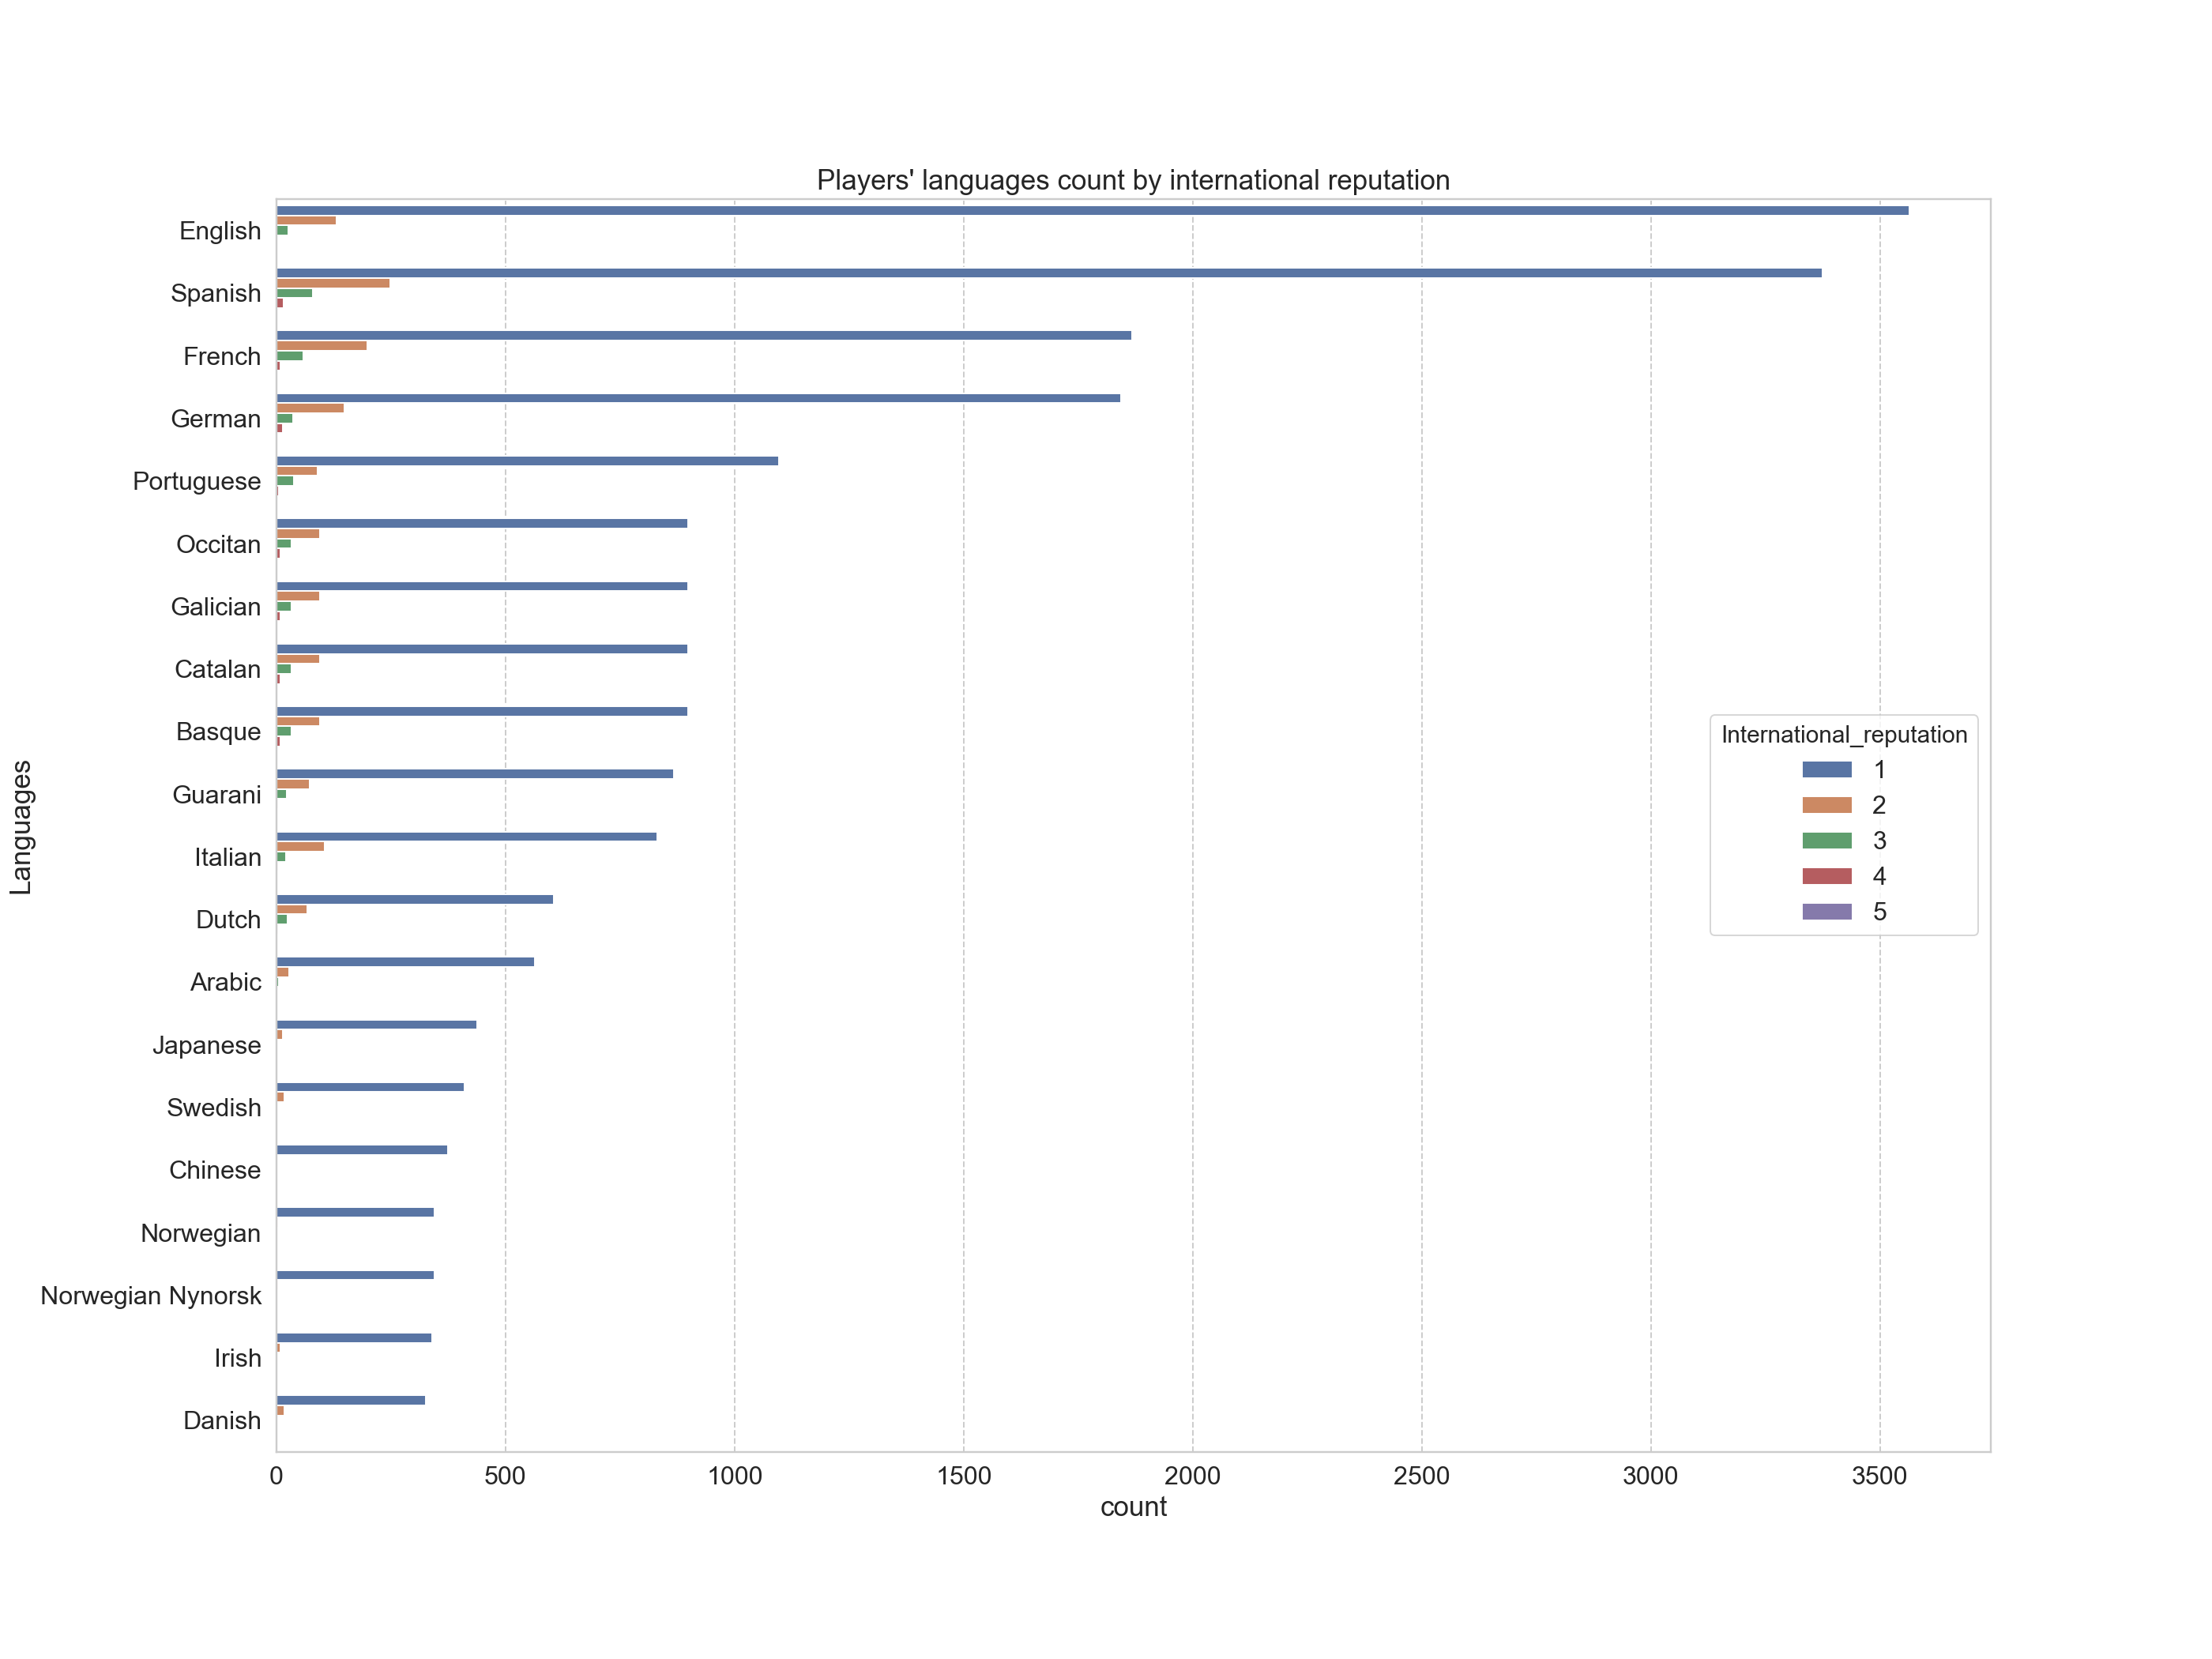 Players' languages count by international reputation
English
Spanish
French
German
Portuguese
Occitan
Galician
Catalan
Basque
Guarani
Italian
Dutch
Arabic
Japanese
Swedish
Chinese
Norwegian
Norwegian Nynorsk
Irish
Danish
Languages
International_reputation
1
2
3
4
5
0 500 1000 1500 2000 2500 3000 3500
count